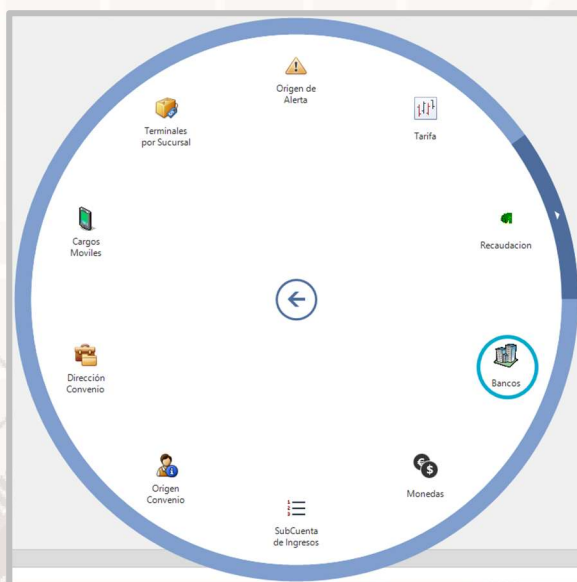 Origen de
Alerta
Terminales
por Sucursal
Tarifa
Cargos
Moviles
Recaudacion
Dirección
Convenio
Bancos
Origen
Convenio
Monedas
SubCuenta
de Ingresos